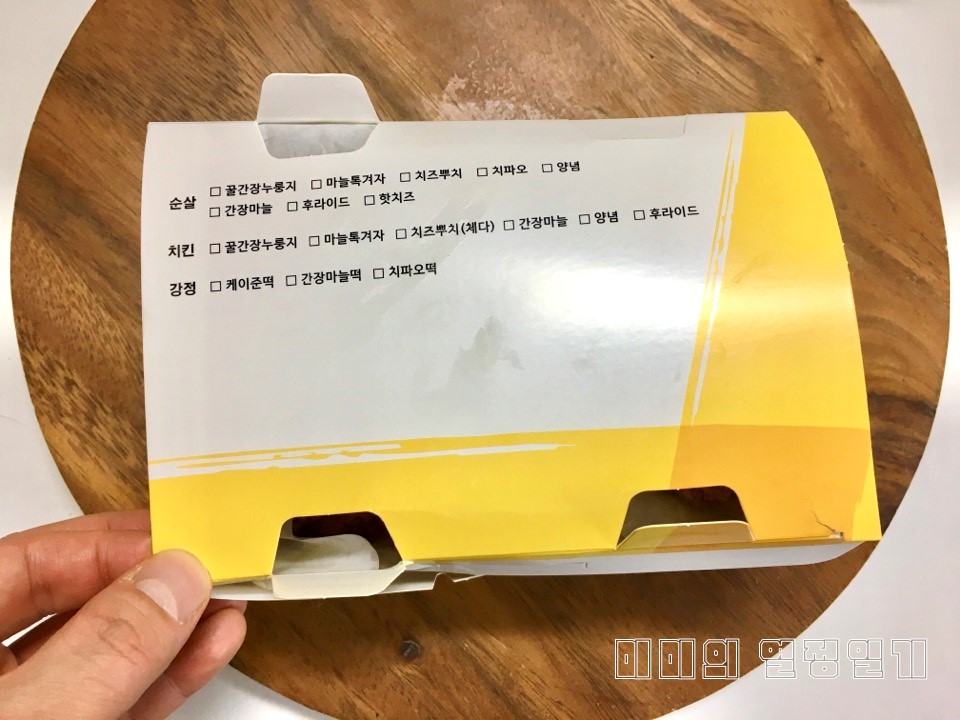 순살 □ 꿀간장누룽지 □ 마늘톡겨자 □ 치즈뿌치 □ 치파오 □ 양념
□ 간장마늘 □ 후라이드 □ 핫치즈
치킨 □ 꿀간장누룽지 □ 마늘톡겨자 □ 치즈뿌치(체다) □ 간장마늘 □ 양념 □ 후라이드
강정 □ 케이준떡 □ 간장마늘떡 □ 치파오떡
미미의 열정일기